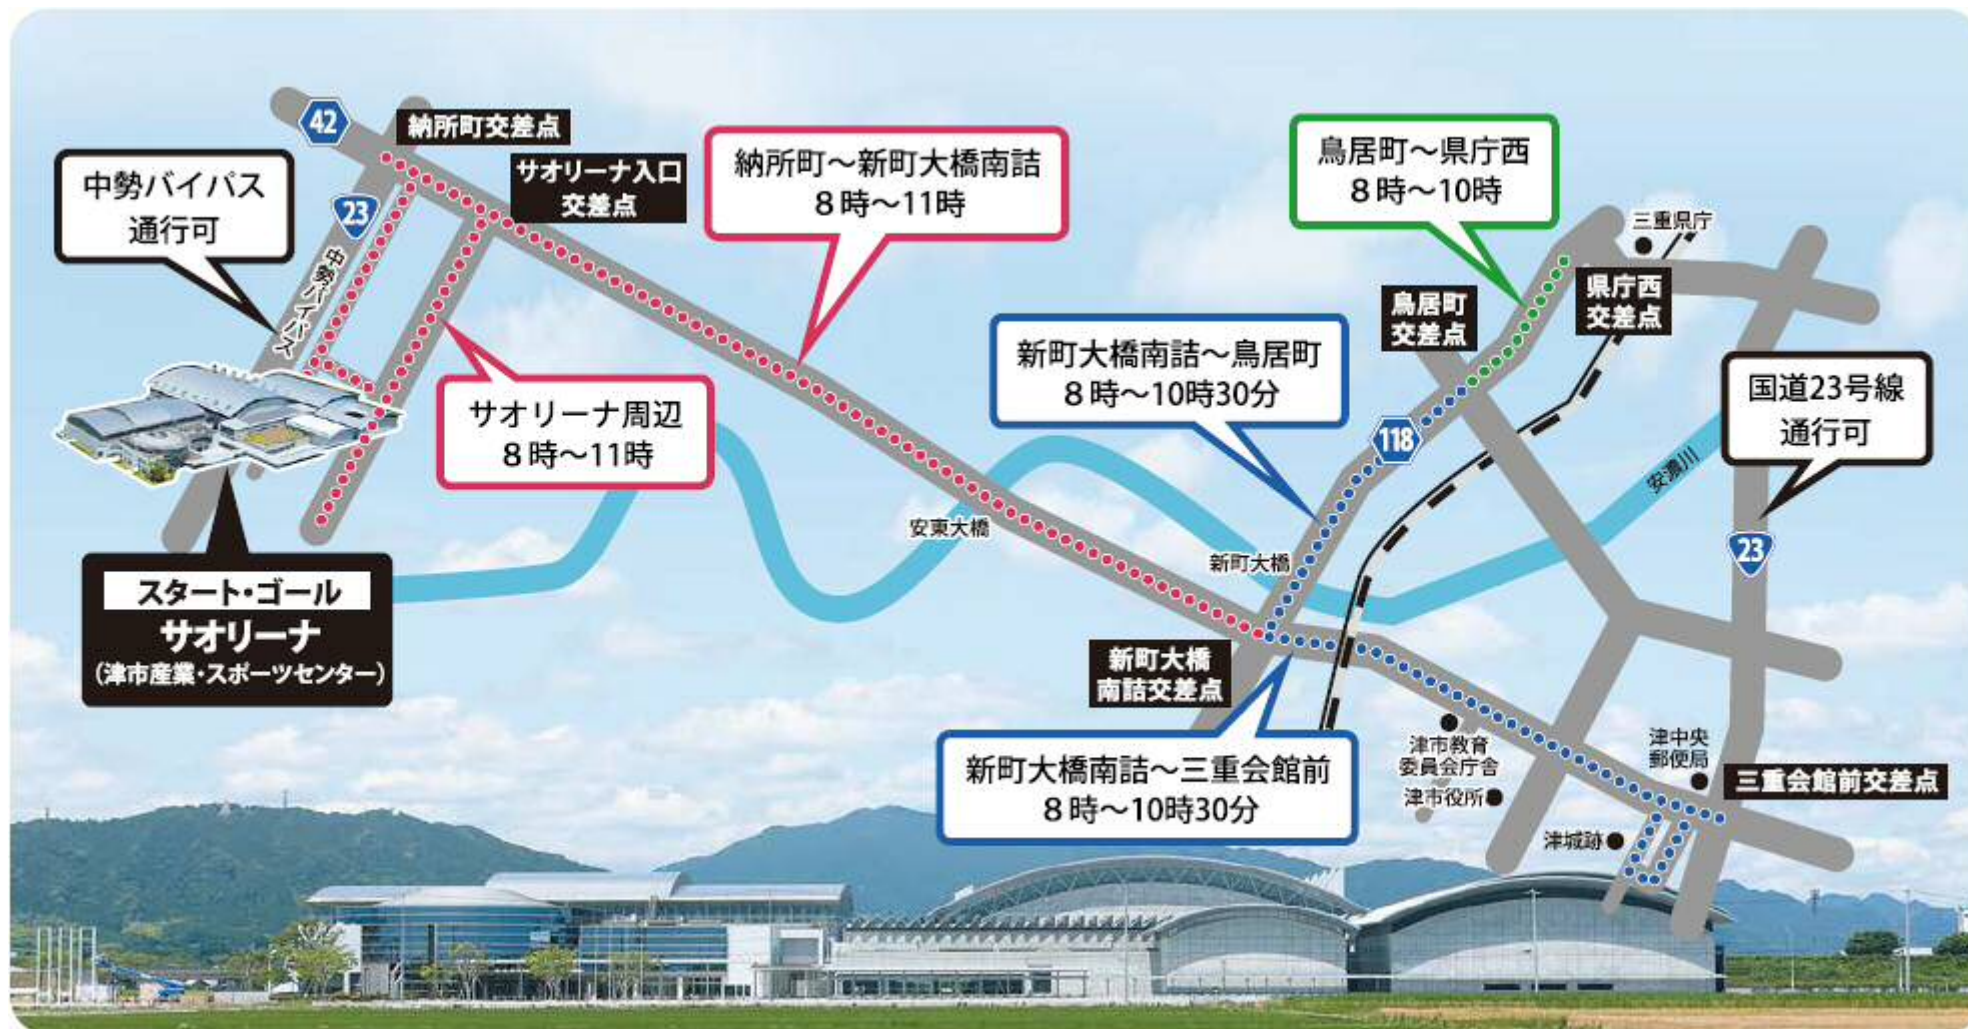 42
納所町交差点
サオリーナ入口
交差点
中勢バイパス
通行可
23
中勢バイパス
納所町～新町大橋南詰
８時～11時
鳥居町～県庁西
８時～10時
三重県庁
県庁西
交差点
鳥居町
交差点
新町大橋南詰～鳥居町
８時～10時30分
118
国道23号線
通行可
サオリーナ周辺
８時～11時
安濃川
23
安東大橋
新町大橋
スタート・ゴール
サオリーナ
(津市産業・スポーツセンター)
新町大橋
南詰交差点
新町大橋南詰～三重会館前
８時～10時30分
津市教育
委員会庁舎
津市役所
津中央
郵便局
三重会館前交差点
津城跡